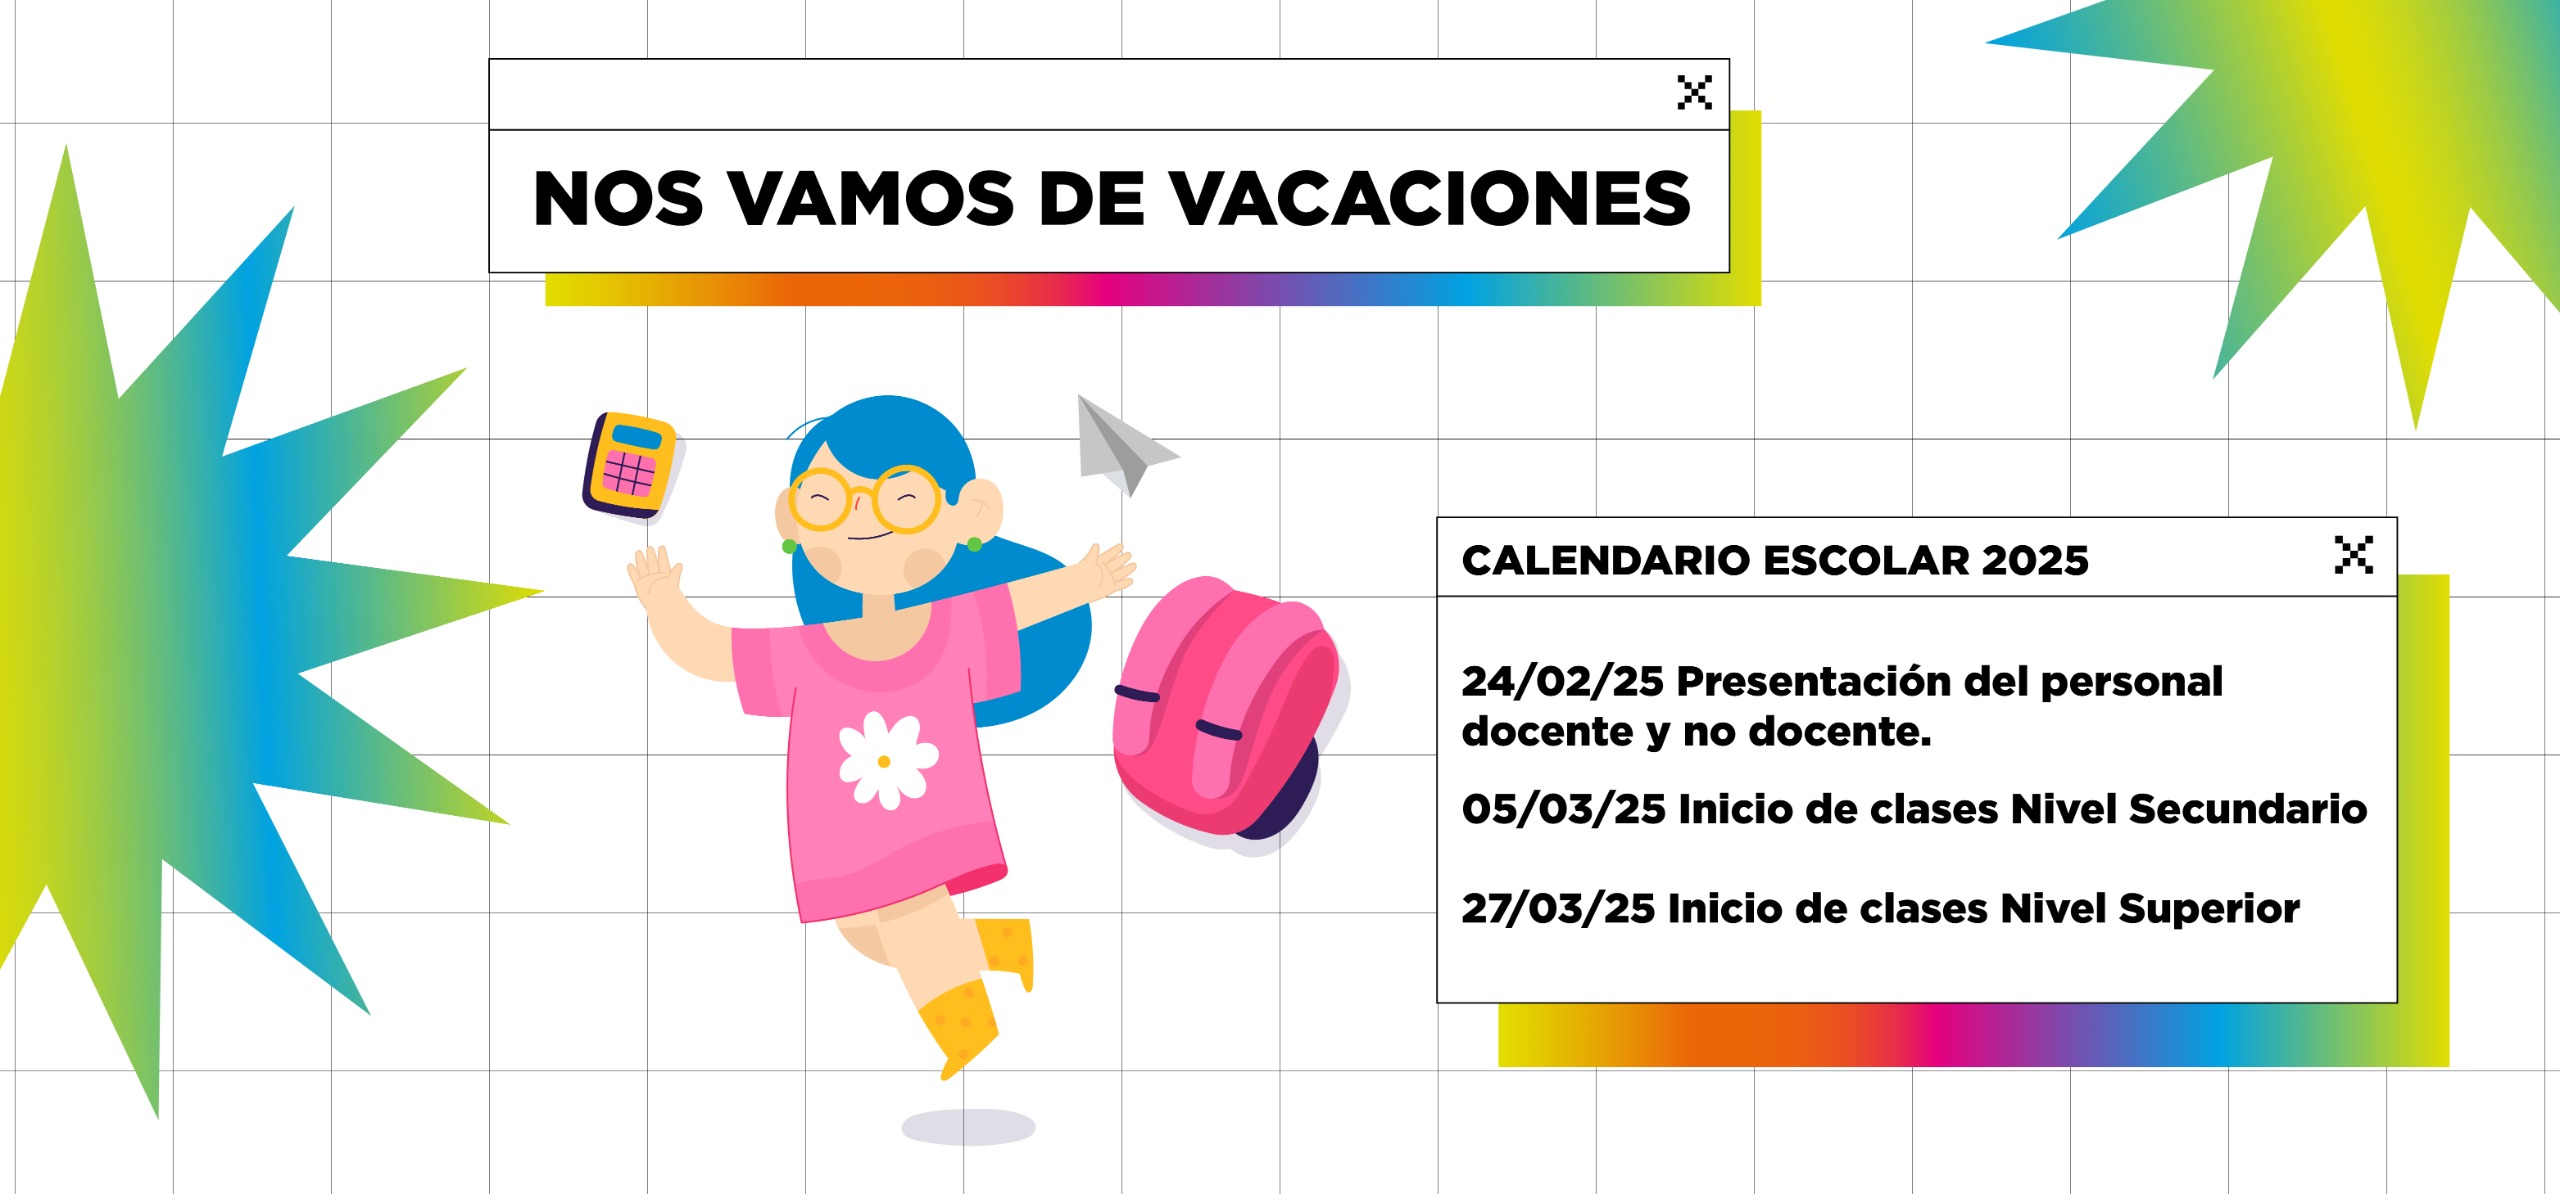 NOS VAMOS DE VACACIONES
CALENDARIO ESCOLAR 2025
24/02/25 Presentación del personal
docente y no docente.
05/03/25 Inicio de clases Nivel Secundario
27/03/25 Inicio de clases Nivel Superior